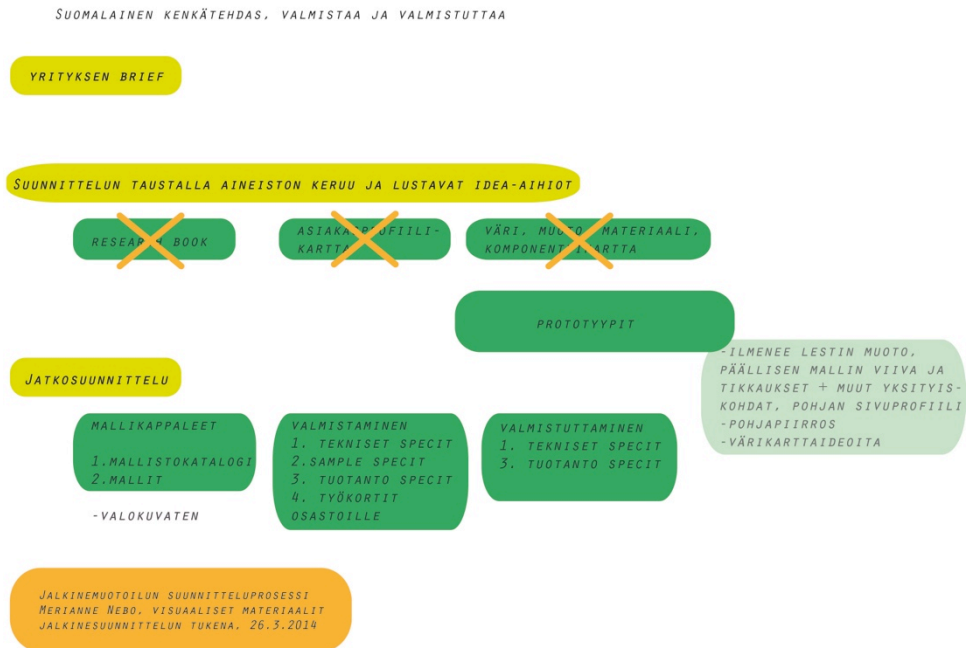 SUOMALAINEN KENKÄTEHDAS, VALMISTAA JA VALMISTUTTAA
YRITYKSEN BRIEF
SUUNNITTELUN TAUSTALLA AINEISTON KERUU JA LUSTAVAT IDEA-AIHIOT
RESEARCH BOOK
ASIAKASPROFIILI-
KARTTA
VÄRI, MUOTO, MATERIAALI,
KOMPONENTTIKARTTA
PROTOTYYPIT
-ILMENEE LESTIN MUOTO,
PÄÄLLISEN MALLIN VIIVA JA
TIKKAUKSET + MUUT YKSITYIS-
KOHDAT, POHJAN SIVUPROFIILI
-POHJAPIIRROS
-VÄRIKARTTAIDEOITA
JATKOSUUNNITTELU
MALLIKAPPALEET
1.MALLISTOKATALOGI
2.MALLIT
-VALOKUVATEN
VALMISTAMINEN
1. TEKNISET SPECIT
2.SAMPLE SPECIT
3. TUOTANTO SPECIT
4. TYÖKORTIT
OSASTOILLE
VALMISTUTTAMINEN
1. TEKNISET SPECIT
3. TUOTANTO SPECIT
JALKINEMUOTOILUN SUUNNITTELUPROSESSI
MERIANNE NEBO, VISUAALISET MATERIAALIT
JALKINESUUNNITTELUN TUKENA, 26.3.2014